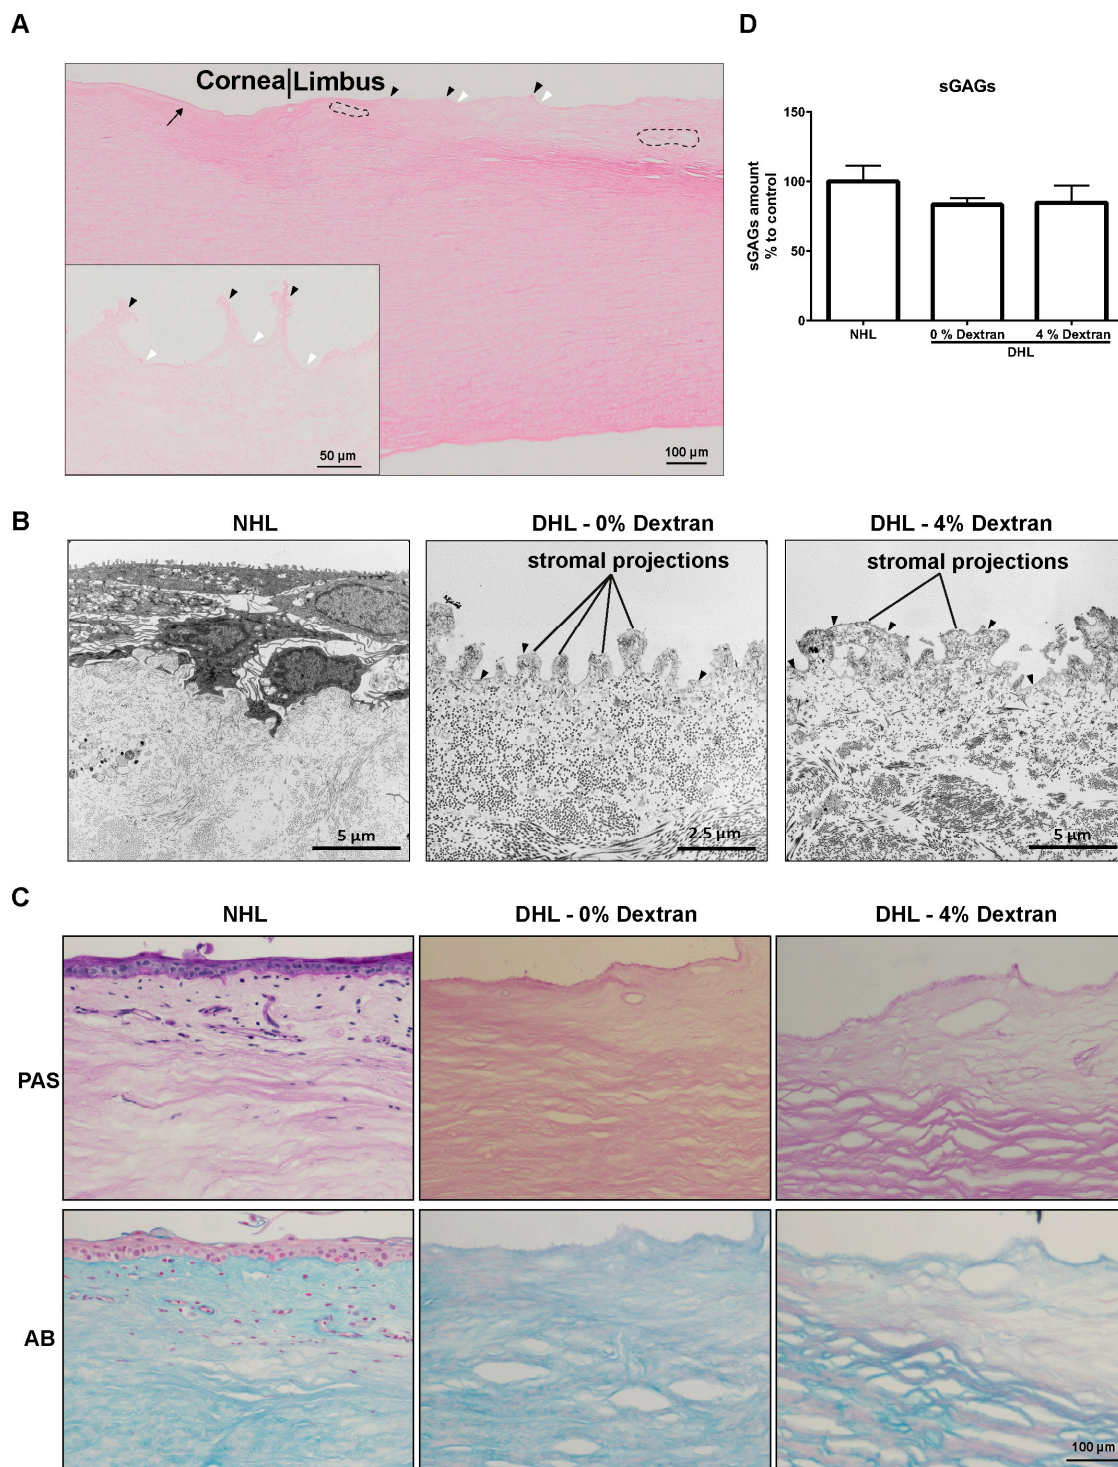 A
Cornea|Limbus
50 µm
100 µm
D
sGAGs
sGAGs amount
% to control
150
100
50
0
NHL
0 % Dextran
4 % Dextran
DHL
B
NHL
DHL - 0% Dextran
DHL - 4% Dextran
stromal projections
stromal projections
5 µm
2.5 µm
5 µm
C
NHL
DHL - 0% Dextran
DHL - 4% Dextran
PAS
AB
100 µm